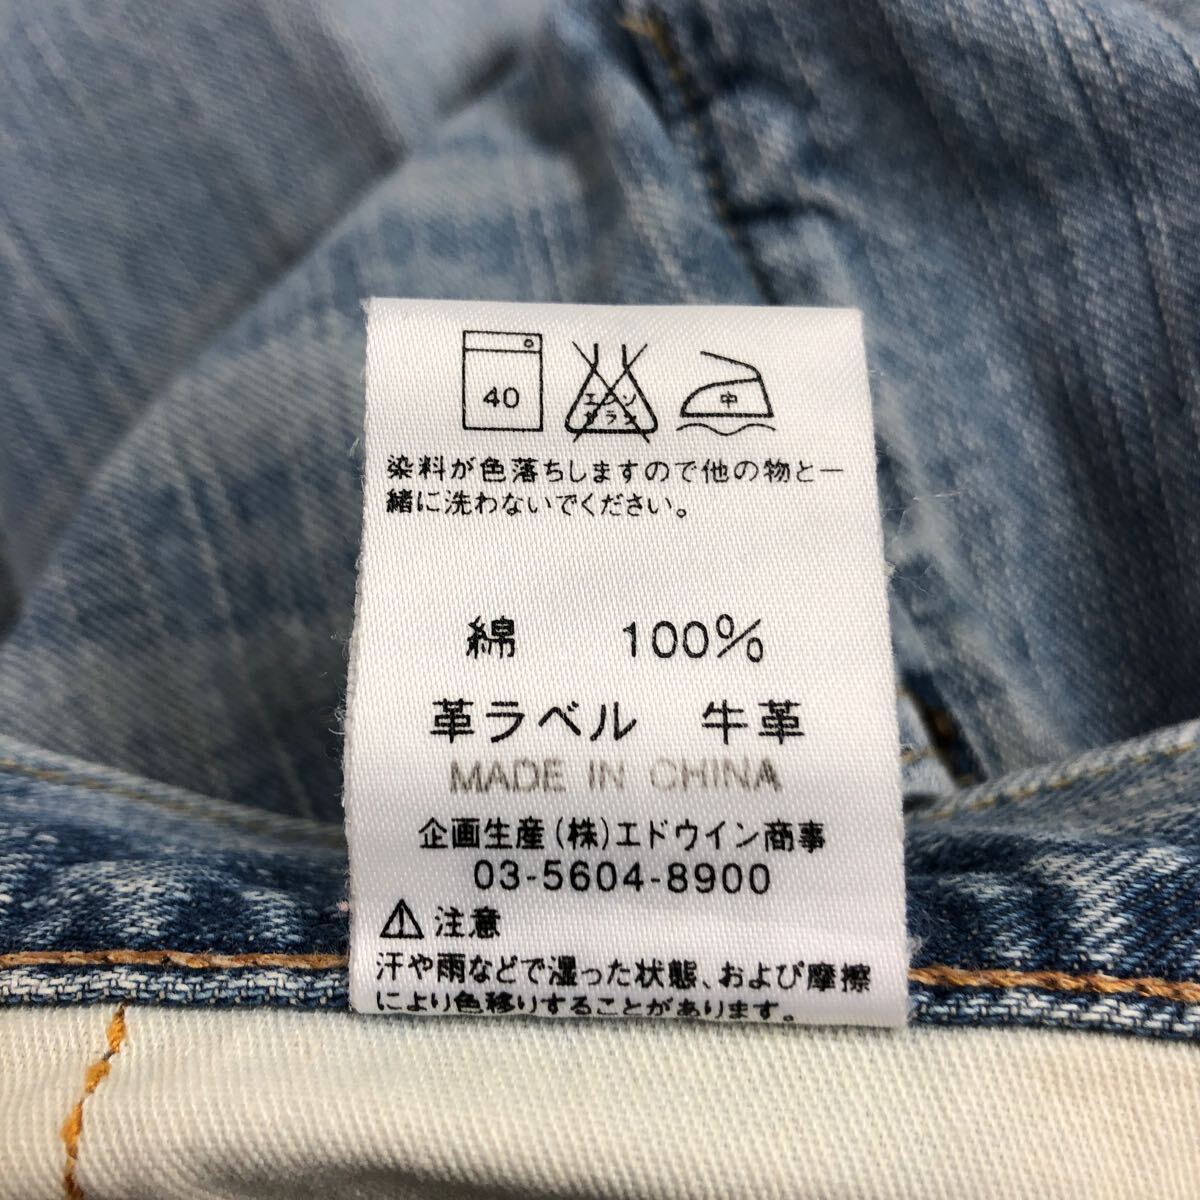 40
エンソ
サラシ
中
染料が色落ちしますので他の物と一
緒に洗わないでください。
綿 100%
革ラベル 牛革
MADE IN CHINA
企画生産(株)エドウイン商事
03-5604-8900
⚠注意
汗や雨などで湿った状態、および摩擦
により色移りすることがあります。